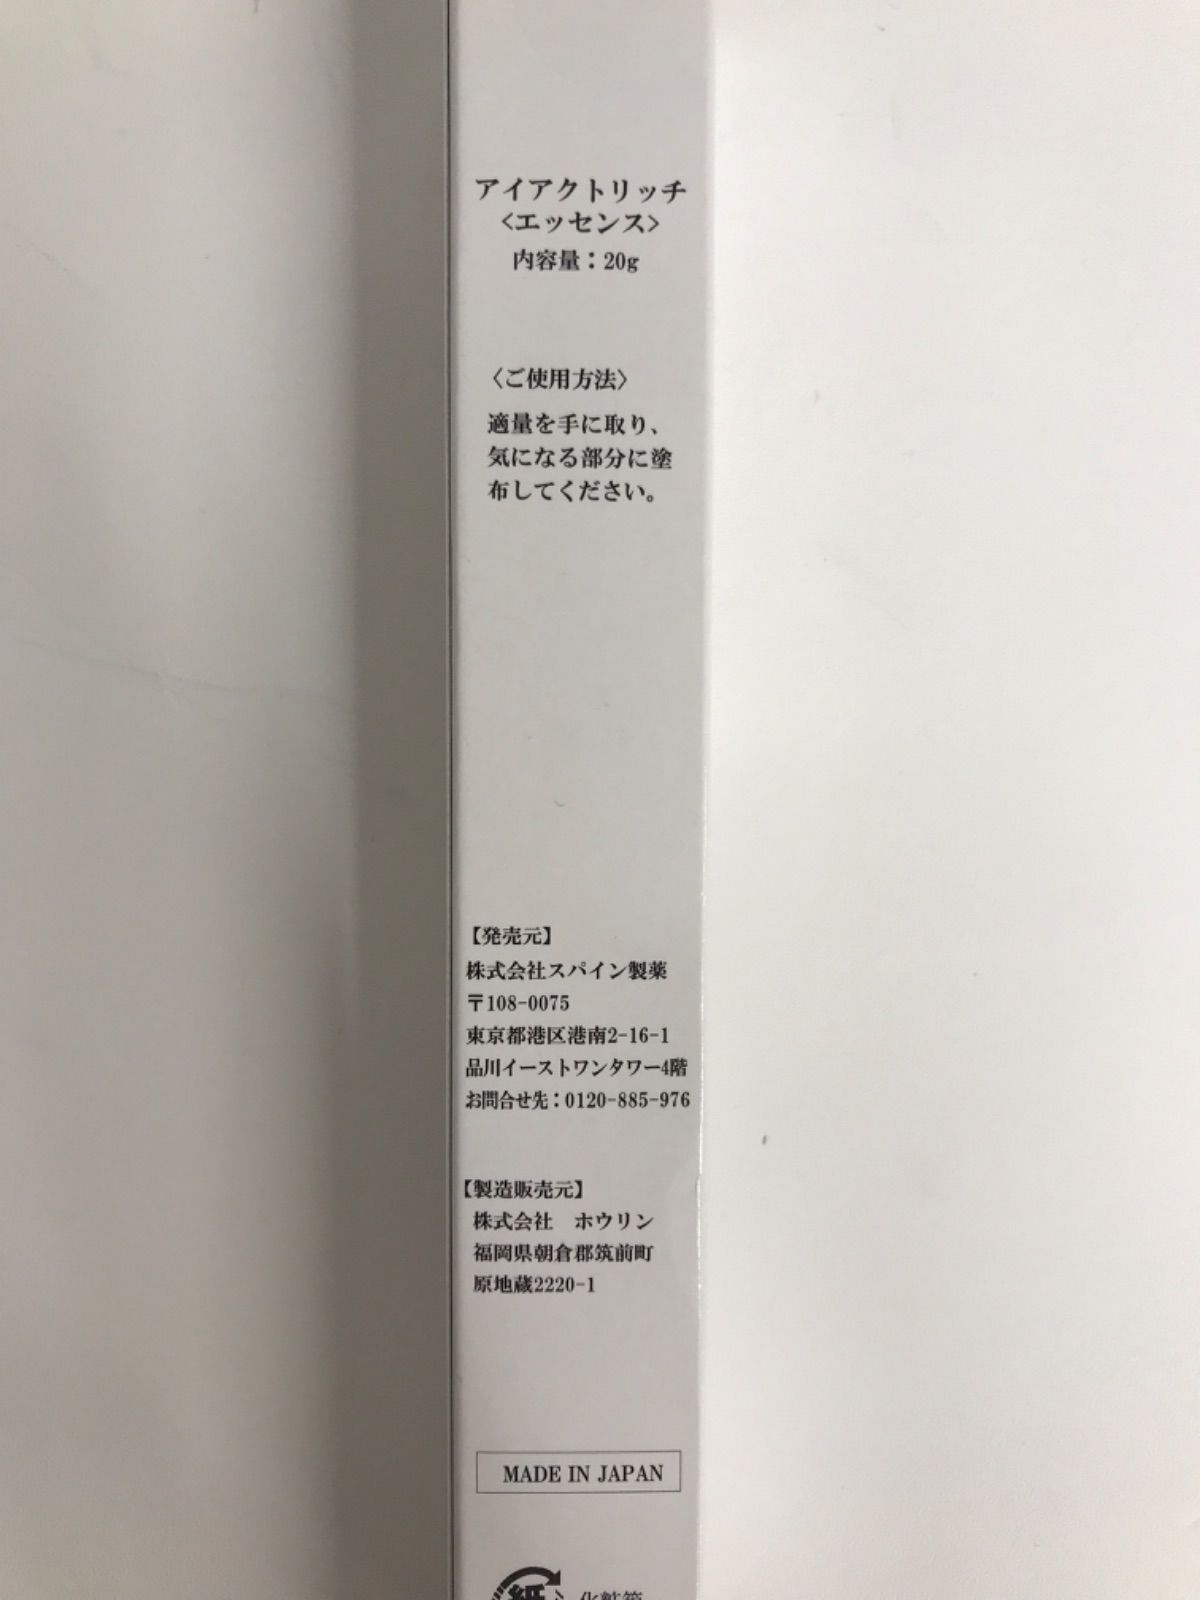 アイアクトリッチ
<エッセンス>
内容量：20g
〈ご使用方法〉
適量を手に取り、
気になる部分に塗
布してください。
【発売元】
株式会社スパイン製薬
〒108-0075
東京都港区港南2-16-1
品川イーストワンタワー4階
お問合せ先：0120-885-976
【製造販売元】
株式会社　ホウリン
福岡県朝倉郡筑前町
原地蔵2220-1
MADE IN JAPAN
紙 化粧箱